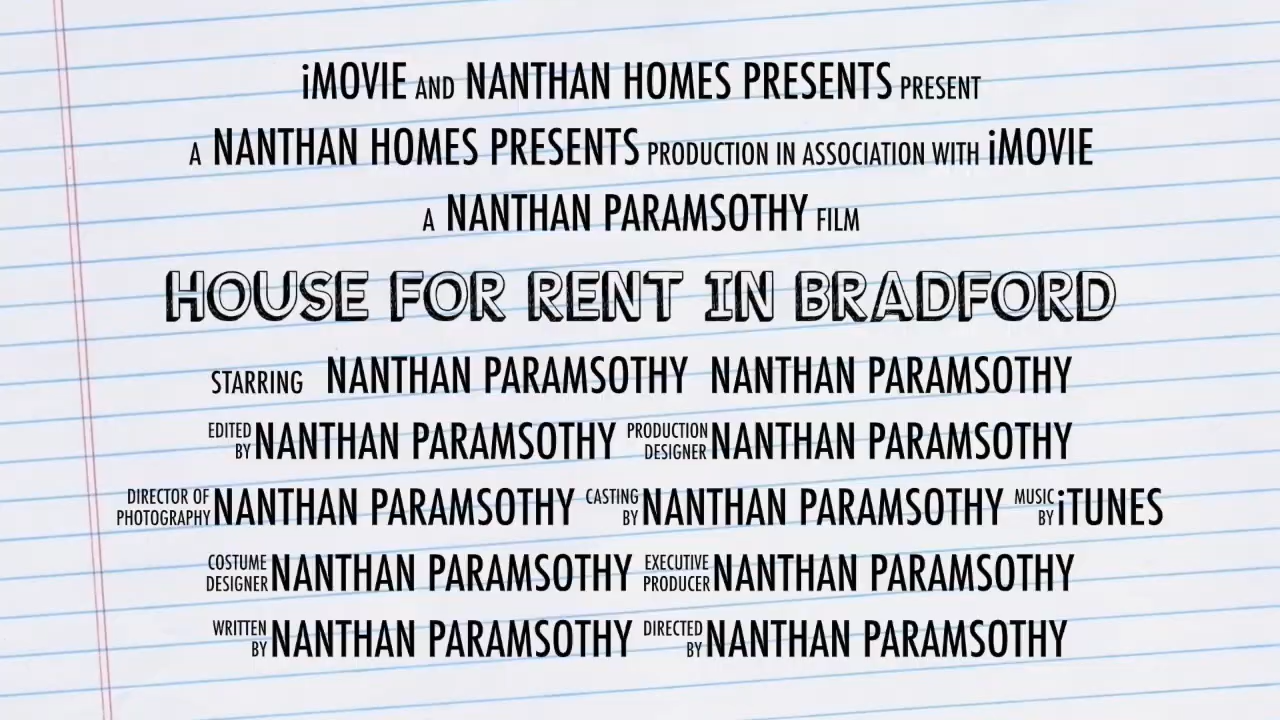 iMOVIE AND NANTHAN HOMES PRESENTS PRESENT
A NANTHAN HOMES PRESENTS PRODUCTION IN ASSOCIATION WITH iMOVIE
A NANTHAN PARAMSOTHY FILM
HOUSE FOR RENT IN BRADFORD
STARRING NANTHAN PARAMSOTHY NANTHAN PARAMSOTHY
EDITED BY NANTHAN PARAMSOTHY PRODUCTION DESIGNER NANTHAN PARAMSOTHY
DIRECTOR OF PHOTOGRAPHY NANTHAN PARAMSOTHY CASTING BY NANTHAN PARAMSOTHY MUSIC BY iTUNES
COSTUME DESIGNER NANTHAN PARAMSOTHY EXECUTIVE PRODUCER NANTHAN PARAMSOTHY
WRITTEN BY NANTHAN PARAMSOTHY DIRECTED BY NANTHAN PARAMSOTHY